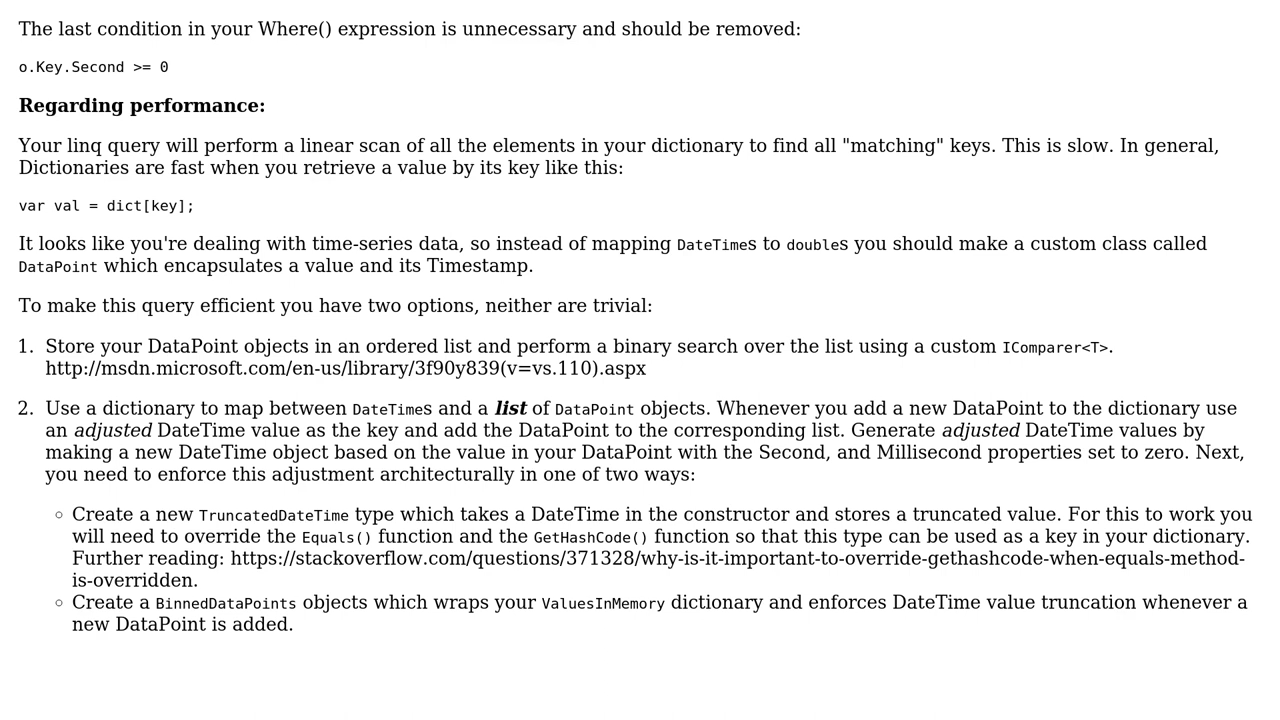 The last condition in your Where() expression is unnecessary and should be removed:
o.Key.Second >= 0
Regarding performance:
Your linq query will perform a linear scan of all the elements in your dictionary to find all "matching" keys. This is slow. In general,
Dictionaries are fast when you retrieve a value by its key like this:
var val = dict[key];
It looks like you're dealing with time-series data, so instead of mapping DateTimes to doubles you should make a custom class called
DataPoint which encapsulates a value and its Timestamp.
To make this query efficient you have two options, neither are trivial:
1. Store your DataPoint objects in an ordered list and perform a binary search over the list using a custom IComparer<T>.
http://msdn.microsoft.com/en-us/library/3f90y839(v=vs.110).aspx
2. Use a dictionary to map between DateTimes and a list of DataPoint objects. Whenever you add a new DataPoint to the dictionary use
an adjusted DateTime value as the key and add the DataPoint to the corresponding list. Generate adjusted DateTime values by
making a new DateTime object based on the value in your DataPoint with the Second, and Millisecond properties set to zero. Next,
you need to enforce this adjustment architecturally in one of two ways:
◦ Create a new TruncatedDateTime type which takes a DateTime in the constructor and stores a truncated value. For this to work you
will need to override the Equals() function and the GetHashCode() function so that this type can be used as a key in your dictionary.
Further reading: https://stackoverflow.com/questions/371328/why-is-it-important-to-override-gethashcode-when-equals-method-
is-overridden.
◦ Create a BinnedDataPoints objects which wraps your ValuesInMemory dictionary and enforces DateTime value truncation whenever a
new DataPoint is added.